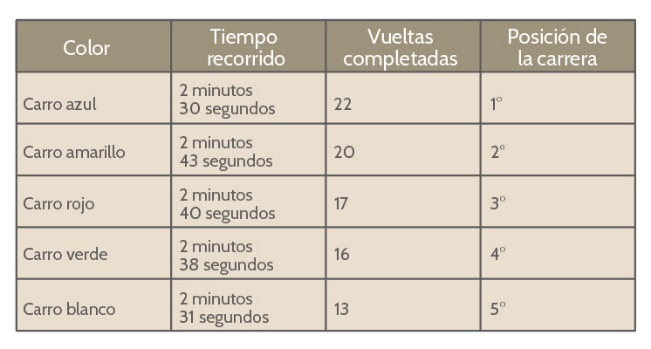 Color
Tiempo
recorrido
Vueltas
completadas
Posición de
la carrera
Carro azul
2 minutos
30 segundos
22
1°
Carro amarillo
2 minutos
43 segundos
20
2°
Carro rojo
2 minutos
40 segundos
17
3°
Carro verde
2 minutos
38 segundos
16
4°
Carro blanco
2 minutos
31 segundos
13
5°